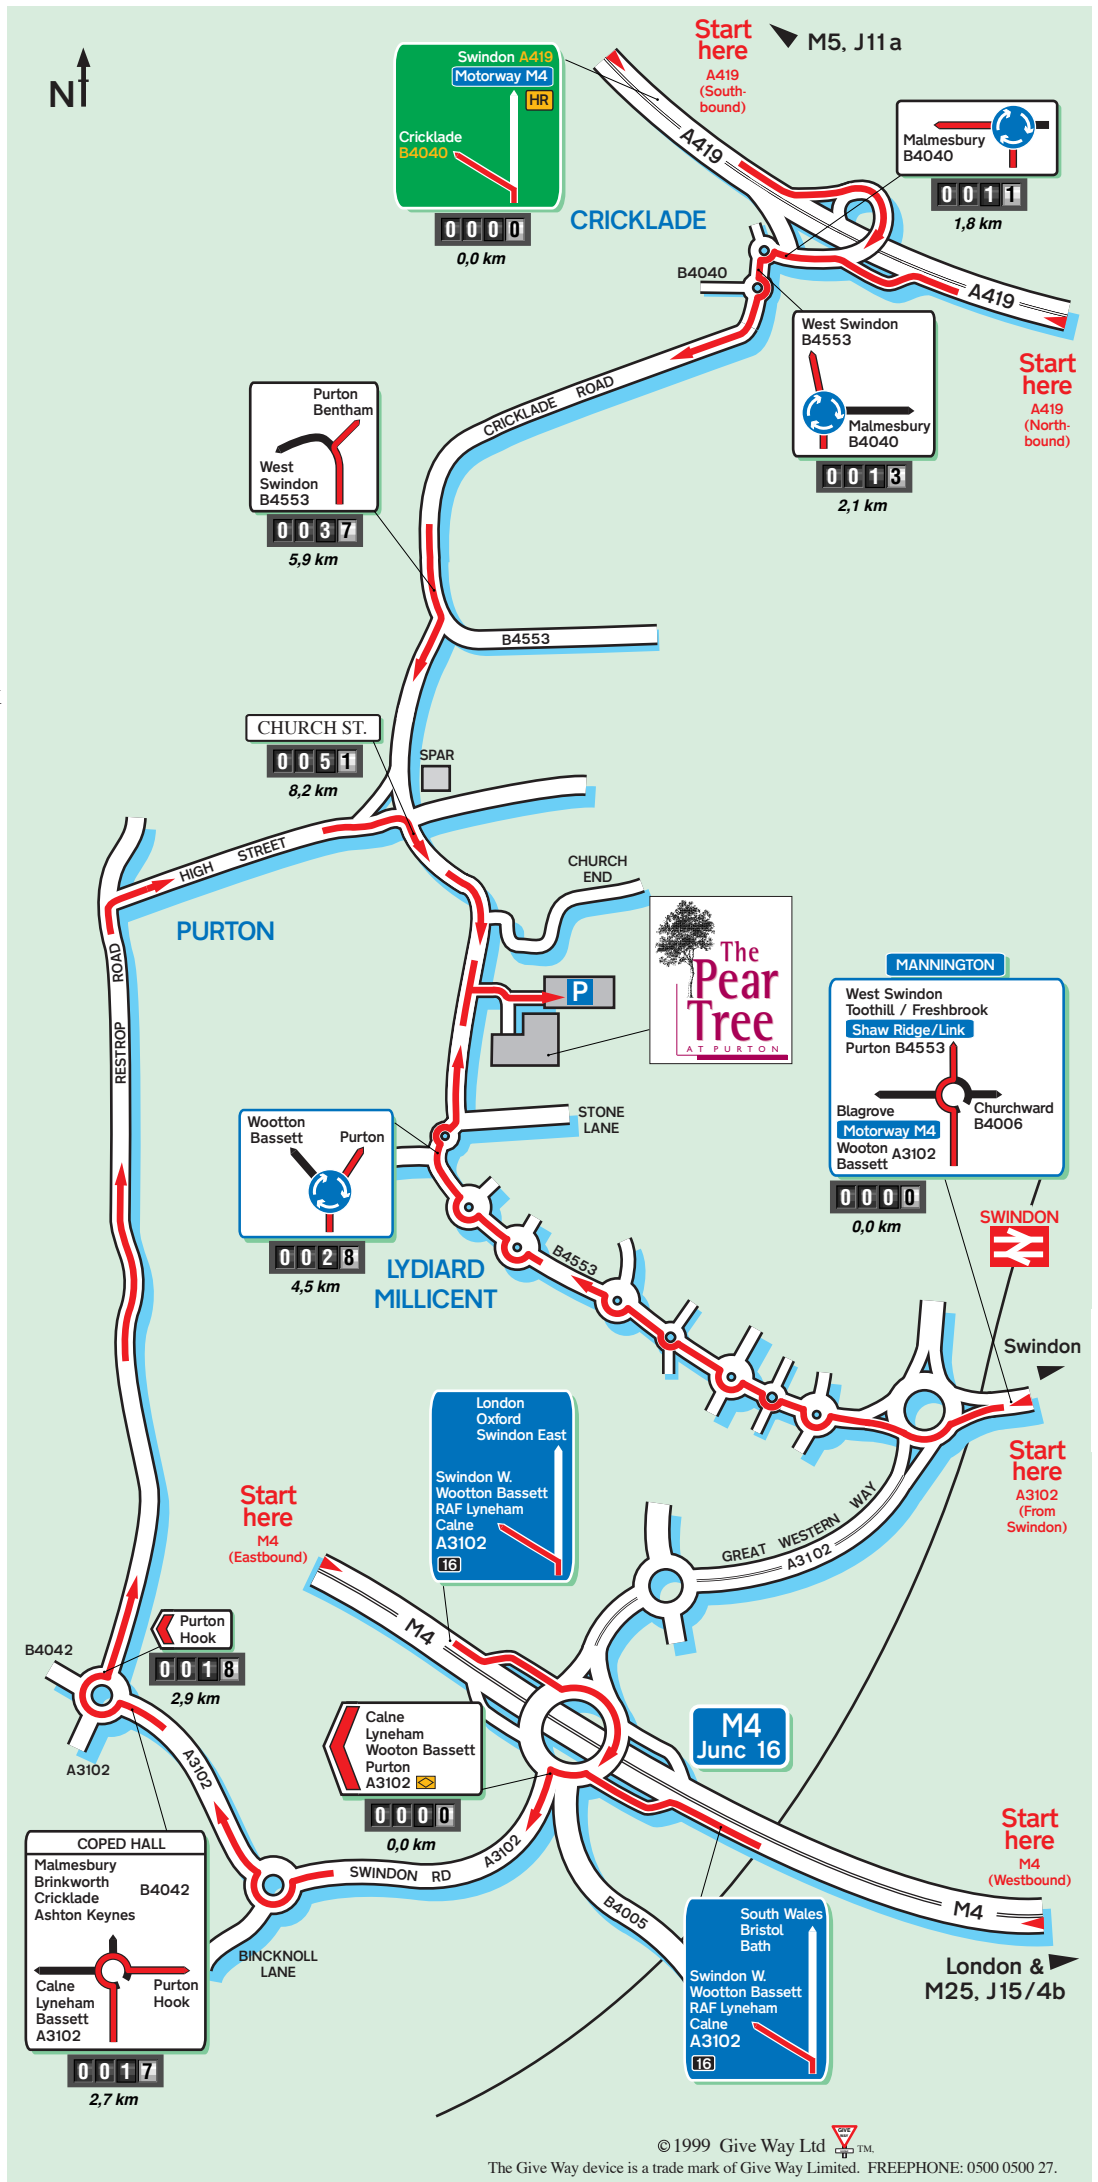 Start
here
A419
(South-
bound)
M5, J11a
N
Swindon A419
Motorway M4
HR
Cricklade
B4040
0000
0,0 km
CRICKLADE
A419
Malmesbury
B4040
0011
1,8 km
B4040
A419
West Swindon
B4553
Malmesbury
B4040
0013
2,1 km
Start
here
A419
(North-
bound)
CRICKLADE ROAD
Purton
Bentham
West
Swindon
B4553
0037
5,9 km
B4553
CHURCH ST.
0051
8,2 km
SPAR
HIGH STREET
PURTON
CHURCH
END
The
Pear
Tree
AT PURTON
P
RESTROP ROAD
MANNINGTON
West Swindon
Toothill / Freshbrook
Shaw Ridge/Link
Purton B4553
Blagrove
Motorway M4
Wooton
Bassett A3102
Churchward
B4006
0000
0,0 km
STONE
LANE
Wootton
Bassett
Purton
0028
4,5 km
SWINDON
LYDIARD
MILLICENT
B4553
Swindon
Start
here
A3102
(From
Swindon)
London
Oxford
Swindon East
Swindon W.
Wootton Bassett
RAF Lyneham
Calne
A3102
16
Start
here
M4
(Eastbound)
GREAT WESTERN WAY
A3102
M4
Purton
Hook
0018
2,9 km
B4042
A3102
A3102
Calne
Lyneham
Wooton Bassett
Purton
A3102
0000
0,0 km
M4
Junc 16
COPED HALL
Malmesbury
Brinkworth
Cricklade
Ashton Keynes
B4042
Calne
Lyneham
Bassett
A3102
Purton
Hook
0017
2,7 km
SWINDON RD
A3102
BINCKNOLL
LANE
B4005
Start
here
M4
(Westbound)
M4
London &
M25, J15/4b
South Wales
Bristol
Bath
Swindon W.
Wootton Bassett
RAF Lyneham
Calne
A3102
16
©1999 Give Way Ltd GIVE WAY TM.
The Give Way device is a trade mark of Give Way Limited. FREEPHONE: 0500 0500 27.